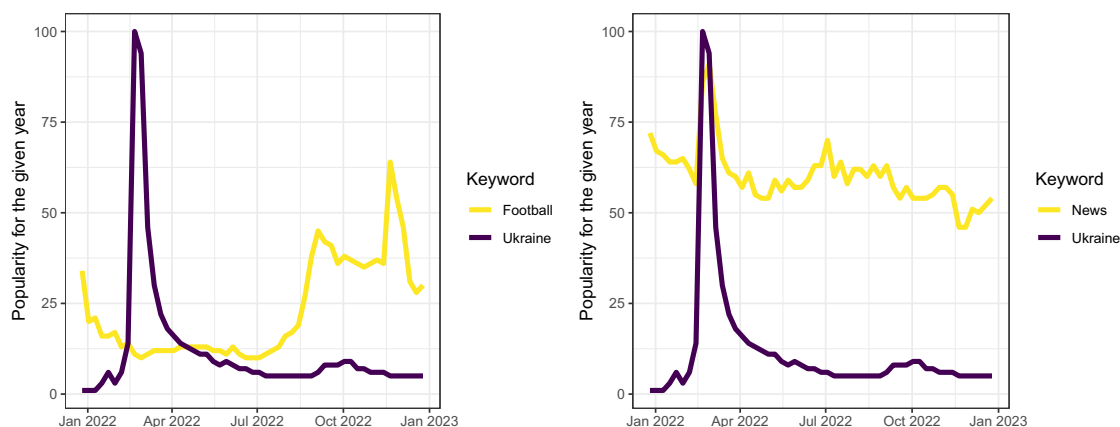 Popularity for the given year
100
75
50
25
0
Jan 2022 Apr 2022 Jul 2022 Oct 2022 Jan 2023
Keyword
Football
Ukraine
Popularity for the given year
100
75
50
25
0
Jan 2022 Apr 2022 Jul 2022 Oct 2022 Jan 2023
Keyword
News
Ukraine